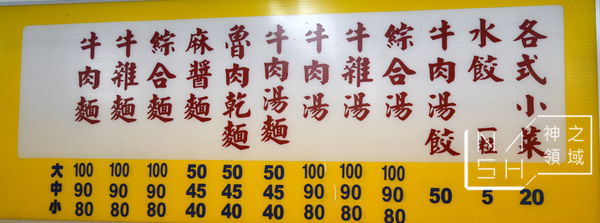 各式小菜
水餃一顆
牛肉湯餃
綜合湯
牛雜湯
牛肉湯
牛肉湯麵
魯肉乾麵
麻醬麵
綜合麵
牛雜麵
牛肉麵
大 100 100 100 50 50 50 100 100 100
中 90 90 90 45 45 45 90 90 90 50 5 20
小 80 80 80 40 40 40 80 80 80
NASH 神之領域